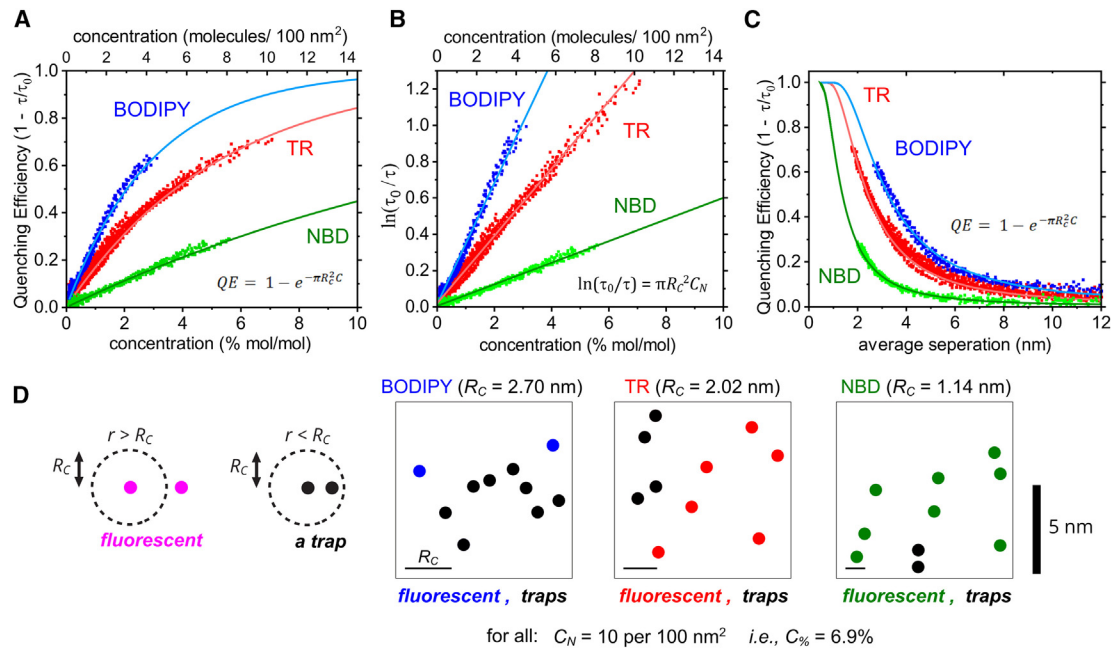 A
concentration (molecules/ 100 nm²)
0 2 4 6 8 10 12 14
Quenching Efficiency (1 - τ/τ₀)
1.0
0.8
0.6
0.4
0.2
0.0
BODIPY
TR
NBD
QE = 1 − e^{−πR_c²C}
0 2 4 6 8 10
concentration (% mol/mol)
B
concentration (molecules/ 100 nm²)
0 2 4 6 8 10 12 14
ln(τ₀/τ)
1.2
1.0
0.8
0.6
0.4
0.2
0.0
BODIPY
TR
NBD
ln(τ₀/τ) = πR_C²C_N
0 2 4 6 8 10
concentration (% mol/mol)
C
Quenching Efficiency (1 - τ/τ₀)
1.0
0.8
0.6
0.4
0.2
0.0
TR
BODIPY
NBD
QE = 1 − e^{−πR_c²C}
0 2 4 6 8 10 12
average seperation (nm)
D
r > R_C
R_C
fluorescent
r < R_C
R_C
a trap
BODIPY (R_C = 2.70 nm)
R_C
fluorescent , traps
TR (R_C = 2.02 nm)
fluorescent , traps
NBD (R_C = 1.14 nm)
fluorescent , traps
5 nm
for all: C_N = 10 per 100 nm² i.e., C_% = 6.9%